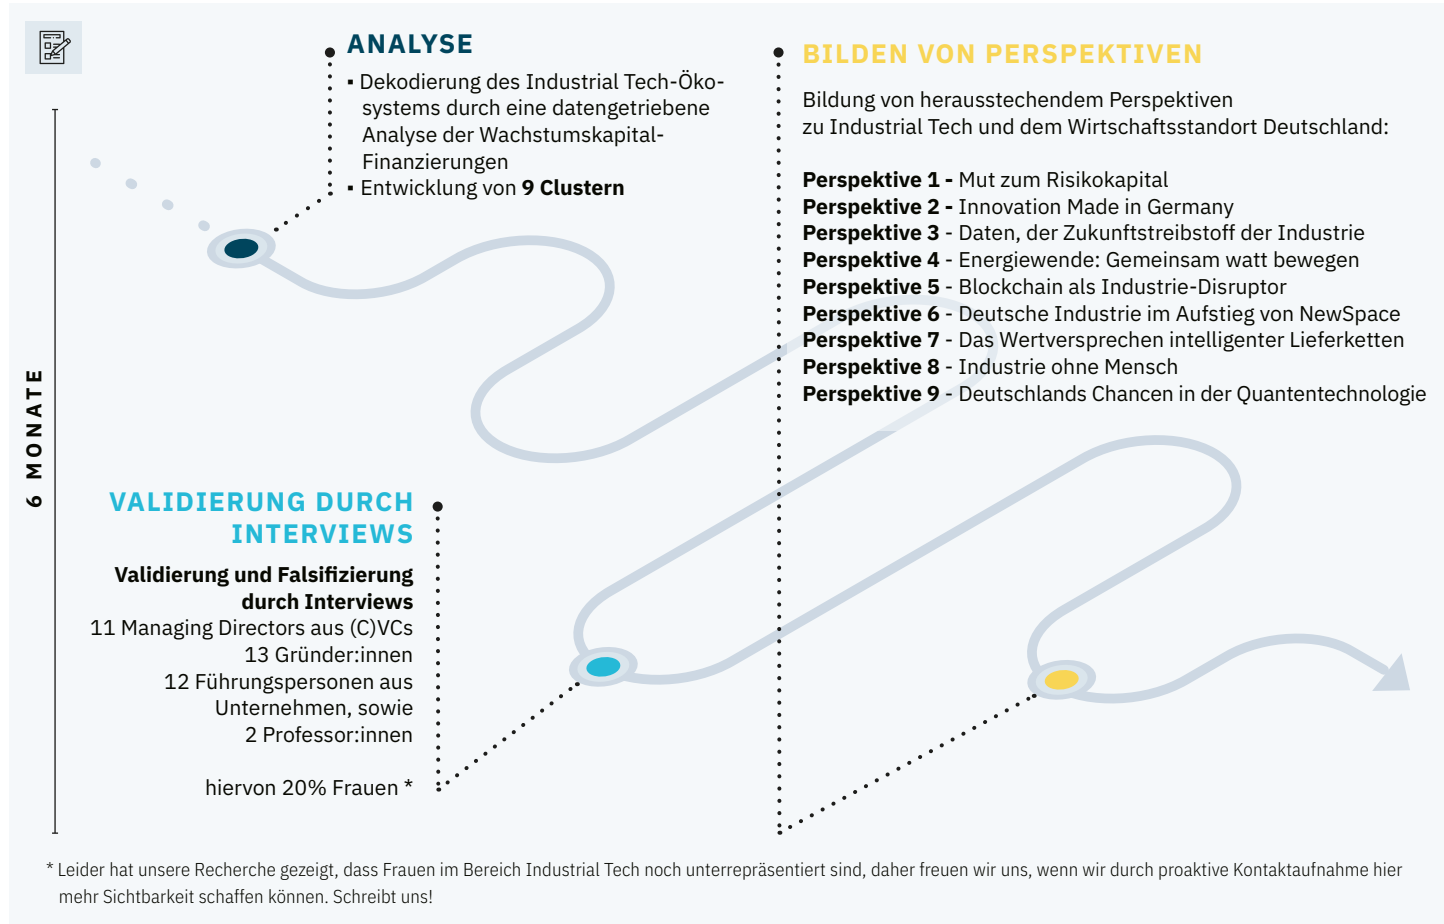 ANALYSE
▪ Dekodierung des Industrial Tech-Öko-
systems durch eine datengetriebene
Analyse der Wachstumskapital-
Finanzierungen
▪ Entwicklung von 9 Clustern
BILDEN VON PERSPEKTIVEN
Bildung von herausstechendem Perspektiven
zu Industrial Tech und dem Wirtschaftsstandort Deutschland:
Perspektive 1 - Mut zum Risikokapital
Perspektive 2 - Innovation Made in Germany
Perspektive 3 - Daten, der Zukunftstreibstoff der Industrie
Perspektive 4 - Energiewende: Gemeinsam watt bewegen
Perspektive 5 - Blockchain als Industrie-Disruptor
Perspektive 6 - Deutsche Industrie im Aufstieg von NewSpace
Perspektive 7 - Das Wertversprechen intelligenter Lieferketten
Perspektive 8 - Industrie ohne Mensch
Perspektive 9 - Deutschlands Chancen in der Quantentechnologie
6 MONATE
VALIDIERUNG DURCH
INTERVIEWS
Validierung und Falsifizierung
durch Interviews
11 Managing Directors aus (C)VCs
13 Gründer:innen
12 Führungspersonen aus
Unternehmen, sowie
2 Professor:innen
hiervon 20% Frauen *
* Leider hat unsere Recherche gezeigt, dass Frauen im Bereich Industrial Tech noch unterrepräsentiert sind, daher freuen wir uns, wenn wir durch proaktive Kontaktaufnahme hier
mehr Sichtbarkeit schaffen können. Schreibt uns!